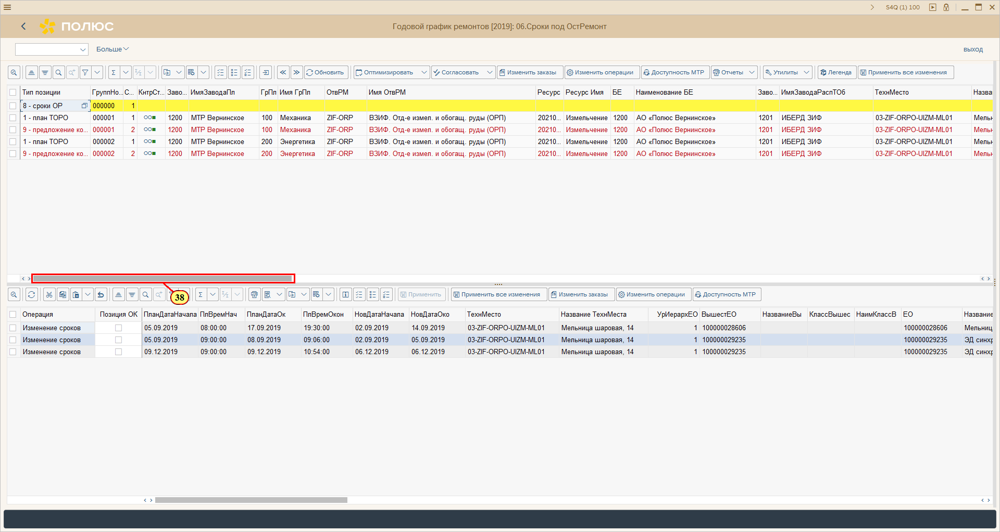 S4Q (1) 100
ПОЛЮС
Годовой график ремонтов [2019]: 06.Сроки под ОстРемонт
Больше
выход
Обновить Оптимизировать Согласовать Изменить заказы Изменить операции Доступность МТР Отчеты Утилиты Легенда Применить все изменения
Тип позиции ГруппНо... С... КнтрСт... Заво... ИмяЗаводаПл ГрПл Имя ГрПл ОтвРМ Имя ОтвРМ Ресурс Ресурс Имя БЕ Наименование БЕ Заво... ИмяЗаводаРаспТОб ТехнМесто Назва
8 - сроки ОР 000000 1
1 - план ТОРО 000001 1 1200 МТР Вернинское 100 Механика ZIF-ORP ВЗИФ. Отд-е измел. и обогащ. руды (ОРП) 20210... Измельчение 1200 АО «Полюс Вернинское» 1201 ИБЕРД ЗИФ 03-ZIF-ORPO-UIZM-ML01 Мельн
9 - предложение ко... 000001 2 1200 МТР Вернинское 100 Механика ZIF-ORP ВЗИФ. Отд-е измел. и обогащ. руды (ОРП) 20210... Измельчение 1200 АО «Полюс Вернинское» 1201 ИБЕРД ЗИФ 03-ZIF-ORPO-UIZM-ML01 Мельн
1 - план ТОРО 000002 1 1200 МТР Вернинское 200 Энергетика ZIF-ORP ВЗИФ. Отд-е измел. и обогащ. руды (ОРП) 20210... Измельчение 1200 АО «Полюс Вернинское» 1201 ИБЕРД ЗИФ 03-ZIF-ORPO-UIZM-ML01 Мельн
9 - предложение ко... 000002 2 1200 МТР Вернинское 200 Энергетика ZIF-ORP ВЗИФ. Отд-е измел. и обогащ. руды (ОРП) 20210... Измельчение 1200 АО «Полюс Вернинское» 1201 ИБЕРД ЗИФ 03-ZIF-ORPO-UIZM-ML01 Мельн
38
Применить Применить все изменения Изменить заказы Изменить операции Доступность МТР
Операция Позиция ОК ПланДатаНачала ПлВремНач ПланДатаОк ПлВремОкон НовДатаНачала НовДатаОко ТехнМесто Название ТехнМеста УрИерархЕО ВышестЕО НазваниеВы КлассВышес НаимКлассВ ЕО Название
Изменение сроков 05.09.2019 08:00:00 17.09.2019 19:30:00 02.09.2019 14.09.2019 03-ZIF-ORPO-UIZM-ML01 Мельница шаровая, 14 1 100000028606 100000028606 Мельниц
Изменение сроков 05.09.2019 09:00:00 08.09.2019 09:06:00 02.09.2019 05.09.2019 03-ZIF-ORPO-UIZM-ML01 Мельница шаровая, 14 1 100000029235 100000029235 ЭД синхр
Изменение сроков 09.12.2019 09:00:00 09.12.2019 10:54:00 06.12.2019 06.12.2019 03-ZIF-ORPO-UIZM-ML01 Мельница шаровая, 14 1 100000029235 100000029235 ЭД синхр